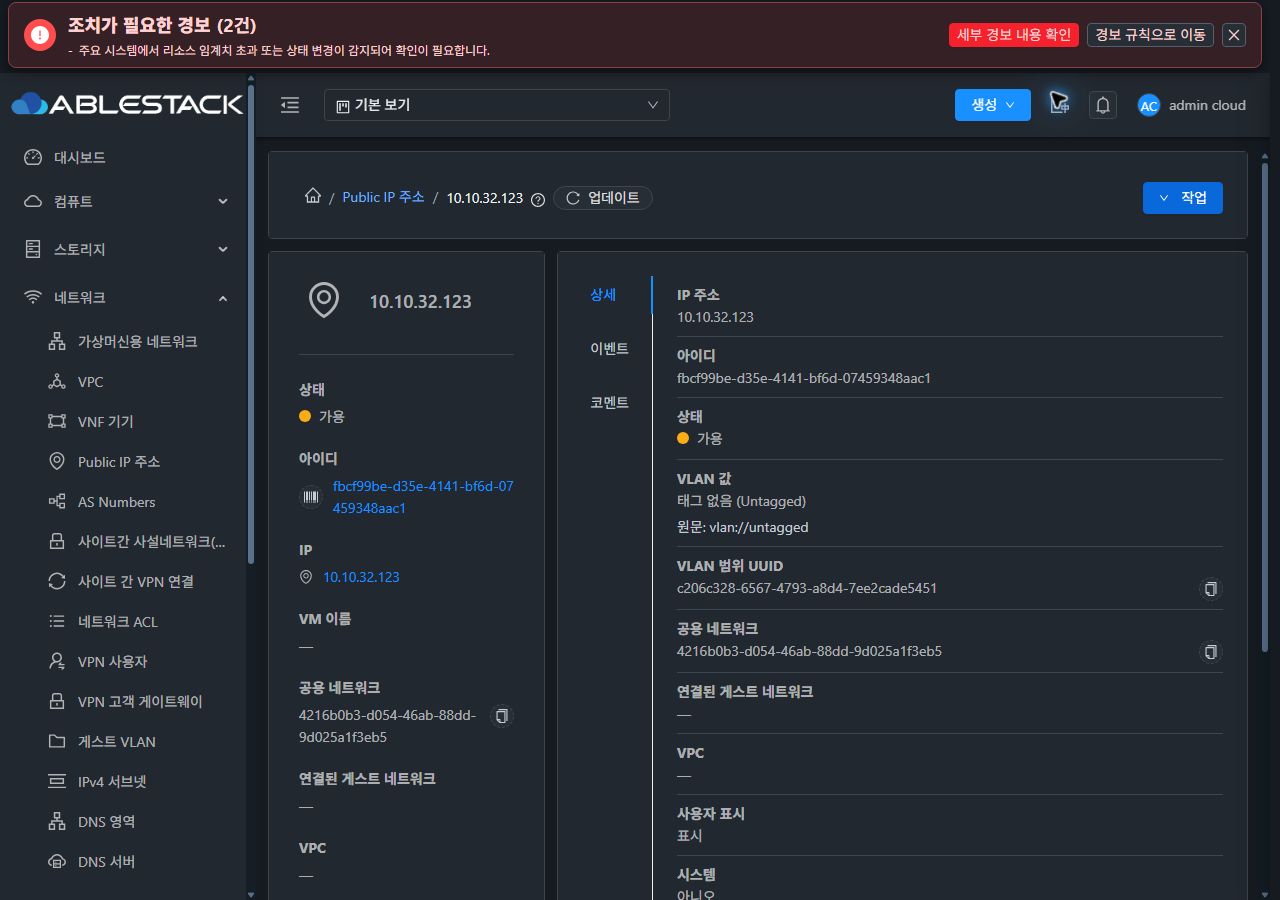 조치가 필요한 경보 (2건)
- 주요 시스템에서 리소스 임계치 초과 또는 상태 변경이 감지되어 확인이 필요합니다.
세부 경보 내용 확인
경보 규칙으로 이동
ABLESTACK
기본 보기
생성
AC
admin cloud
대시보드
컴퓨트
스토리지
네트워크
가상머신용 네트워크
VPC
VNF 기기
Public IP 주소
AS Numbers
사이트간 사설네트워크(...
사이트 간 VPN 연결
네트워크 ACL
VPN 사용자
VPN 고객 게이트웨이
게스트 VLAN
IPv4 서브넷
DNS 영역
DNS 서버
/ Public IP 주소 / 10.10.32.123
업데이트
작업
10.10.32.123
상태
가용
아이디
fbcf99be-d35e-4141-bf6d-07
459348aac1
IP
10.10.32.123
VM 이름
—
공용 네트워크
4216b0b3-d054-46ab-88dd-
9d025a1f3eb5
연결된 게스트 네트워크
—
VPC
—
상세
이벤트
코멘트
IP 주소
10.10.32.123
아이디
fbcf99be-d35e-4141-bf6d-07459348aac1
상태
가용
VLAN 값
태그 없음 (Untagged)
원문: vlan://untagged
VLAN 범위 UUID
c206c328-6567-4793-a8d4-7ee2cade5451
공용 네트워크
4216b0b3-d054-46ab-88dd-9d025a1f3eb5
연결된 게스트 네트워크
—
VPC
—
사용자 표시
표시
시스템
아니오